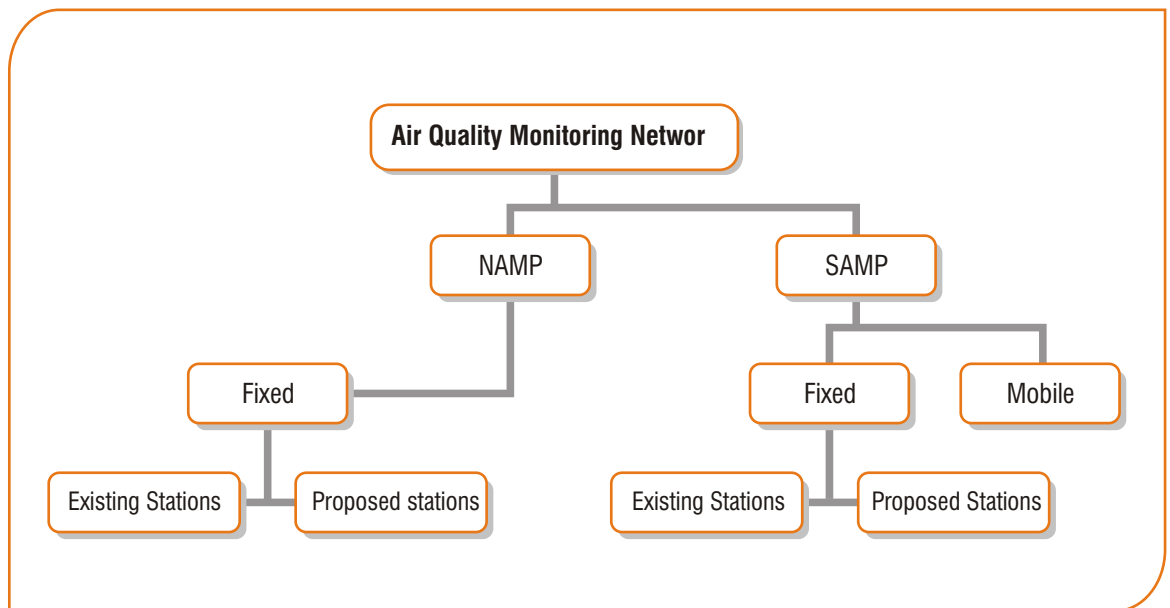 Air Quality Monitoring Networ
NAMP
SAMP
Fixed
Fixed
Mobile
Existing Stations
Proposed stations
Existing Stations
Proposed Stations